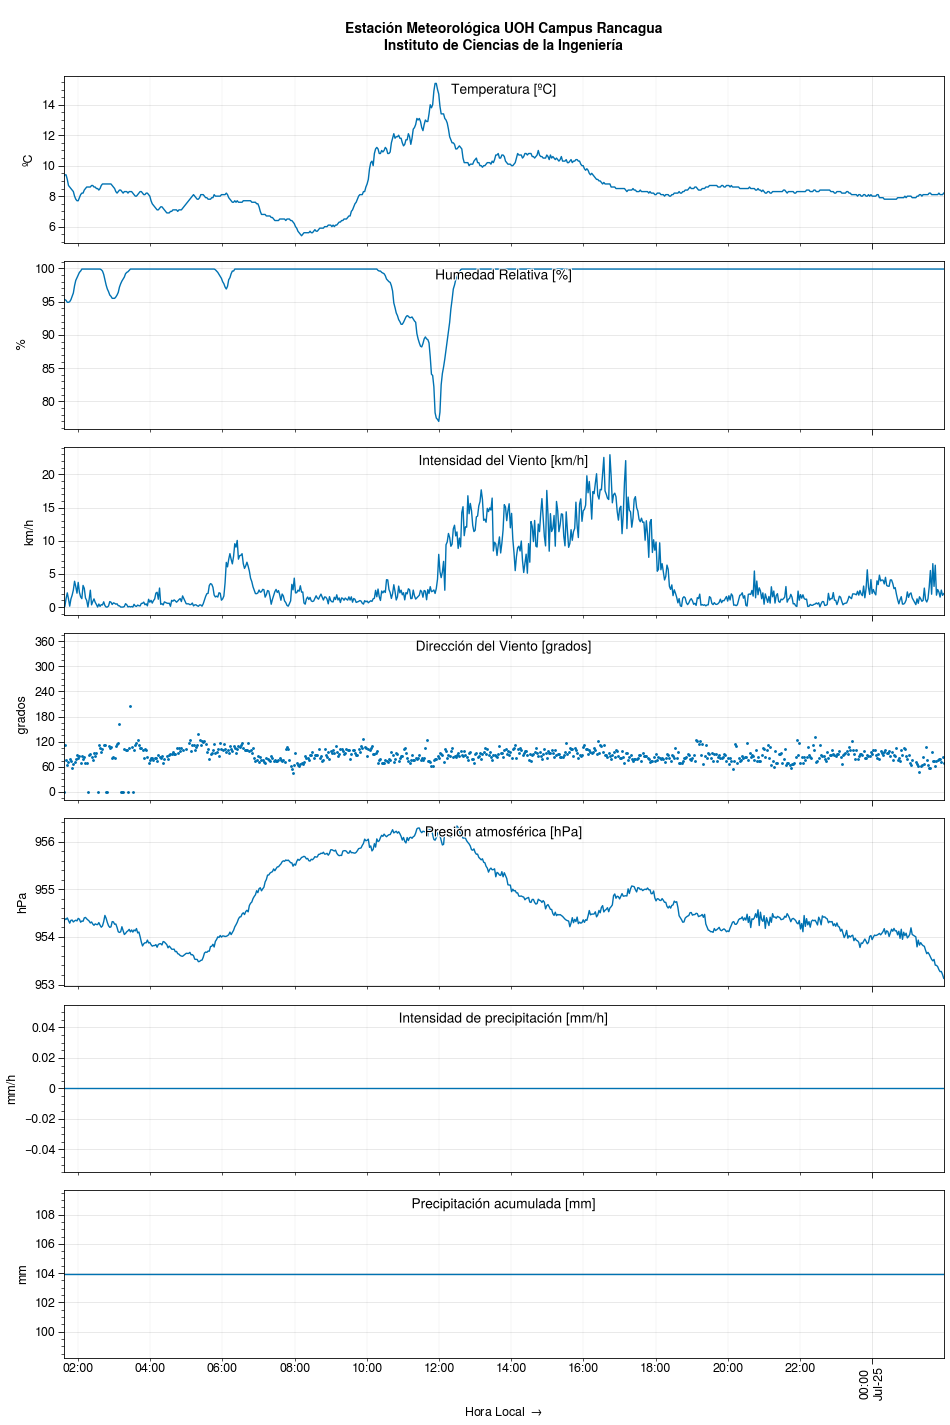 Estación Meteorológica UOH Campus Rancagua
Instituto de Ciencias de la Ingeniería
Temperatura [ºC]
14
12
10
8
6
ºC
Humedad Relativa [%]
100
95
90
85
80
%
Intensidad del Viento [km/h]
20
15
10
5
0
km/h
Dirección del Viento [grados]
360
300
240
180
120
60
0
grados
Presión atmosférica [hPa]
956
955
954
953
hPa
Intensidad de precipitación [mm/h]
0.04
0.02
0
−0.02
−0.04
mm/h
Precipitación acumulada [mm]
108
106
104
102
100
mm
02:00 04:00 06:00 08:00 10:00 12:00 14:00 16:00 18:00 20:00 22:00 00:00
Jul-25
Hora Local →